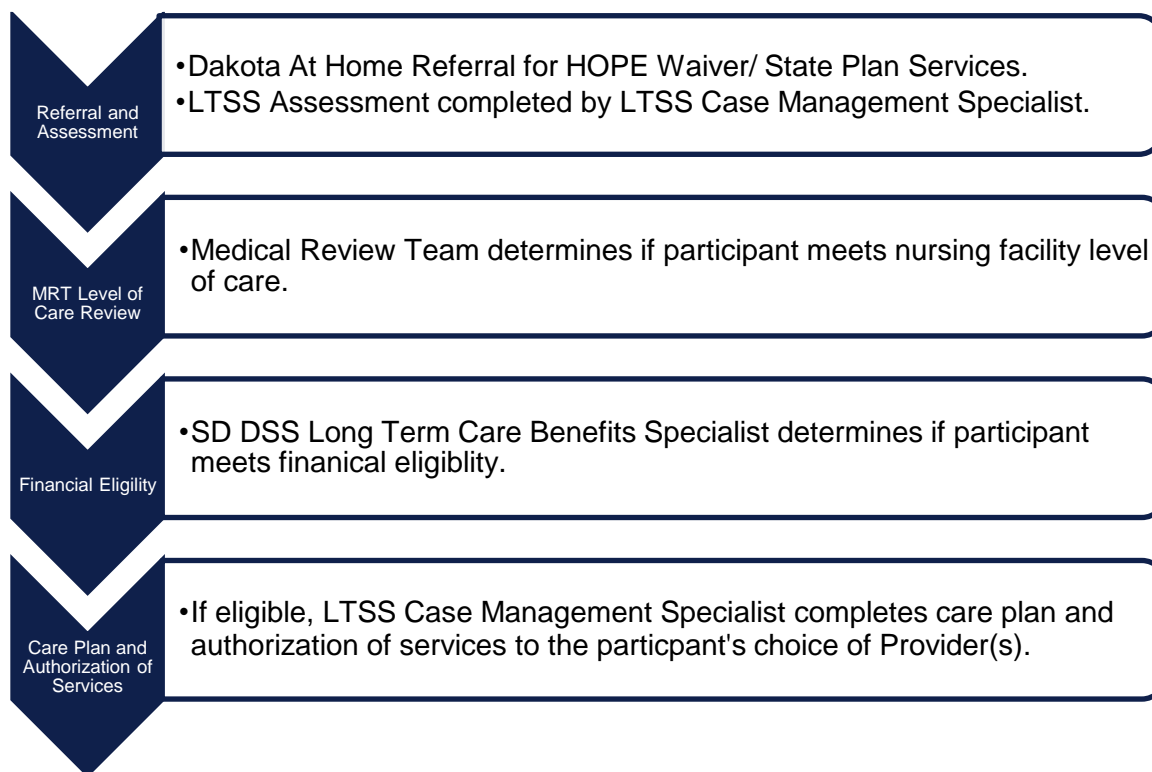 Referral and
Assessment
•Dakota At Home Referral for HOPE Waiver/ State Plan Services.
•LTSS Assessment completed by LTSS Case Management Specialist.
MRT Level of
Care Review
•Medical Review Team determines if participant meets nursing facility level
of care.
Financial Eligility
•SD DSS Long Term Care Benefits Specialist determines if participant
meets finanical eligiblity.
Care Plan and
Authorization of
Services
•If eligible, LTSS Case Management Specialist completes care plan and
authorization of services to the particpant's choice of Provider(s).